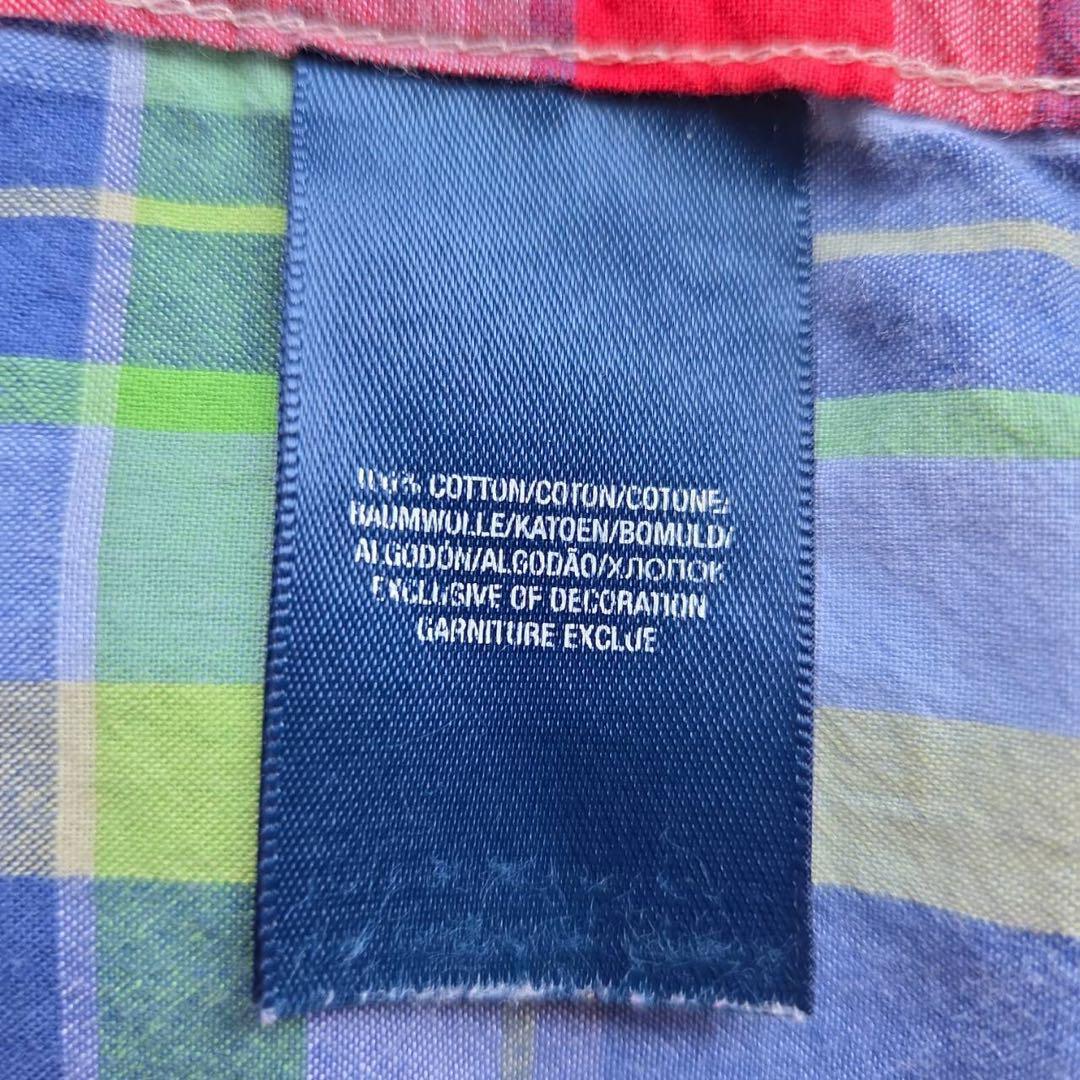 100% COTTON/COTON/COTONE/
BAUMWOLLE/KATOEN/BOMULD/
ALGODÓN/ALGODÃO/ХЛОПОК
EXCLUSIVE OF DECORATION
GARNITURE EXCLUE